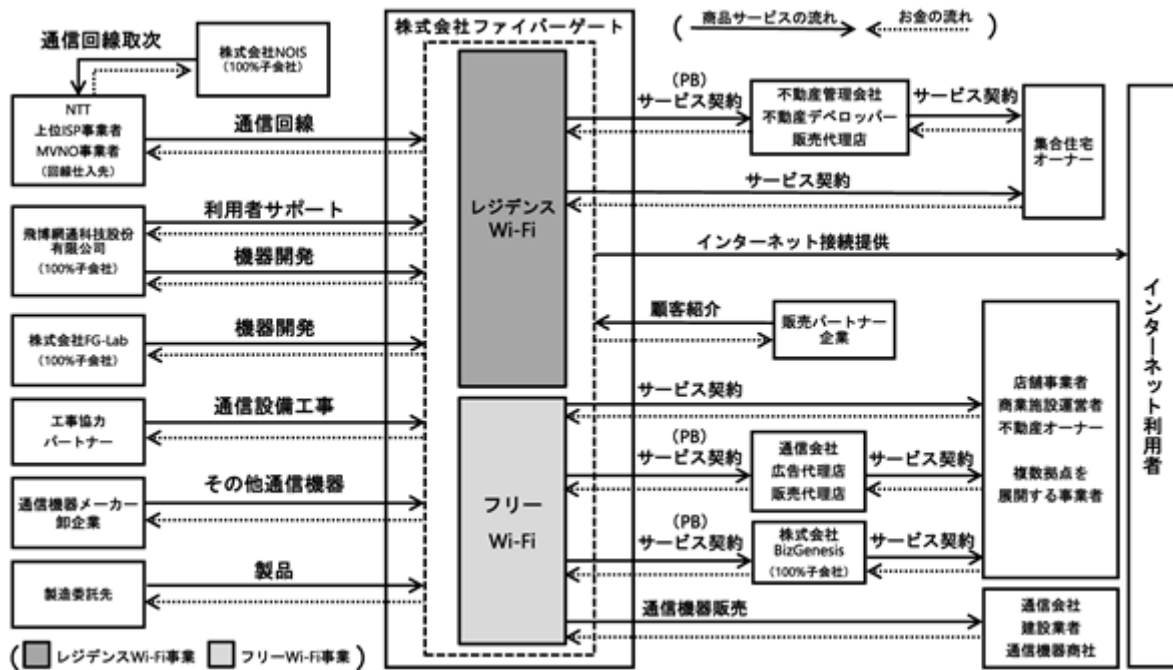 株式会社ファイバーゲート
( 商品サービスの流れ お金の流れ )
通信回線取次
株式会社NOIS
(100%子会社)
NTT
上位ISP事業者
MVNO事業者
(回線仕入先)
通信回線
飛博網通科技股份
有限公司
(100%子会社)
利用者サポート
機器開発
株式会社FG-Lab
(100%子会社)
機器開発
工事協力
パートナー
通信設備工事
通信機器メーカー
卸企業
その他通信機器
製造委託先
製品
レジデンス
Wi-Fi
フリー
Wi-Fi
(PB)
サービス契約
不動産管理会社
不動産デベロッパー
販売代理店
サービス契約
集合住宅
オーナー
サービス契約
インターネット接続提供
顧客紹介
販売パートナー
企業
サービス契約
店舗事業者
商業施設運営者
不動産オーナー
複数拠点を
展開する事業者
(PB)
サービス契約
通信会社
広告代理店
販売代理店
サービス契約
(PB)
サービス契約
株式会社
BizGenesis
(100%子会社)
サービス契約
通信機器販売
通信会社
建設業者
通信機器商社
インターネット利用者
( レジデンスWi-Fi事業 フリーWi-Fi事業 )